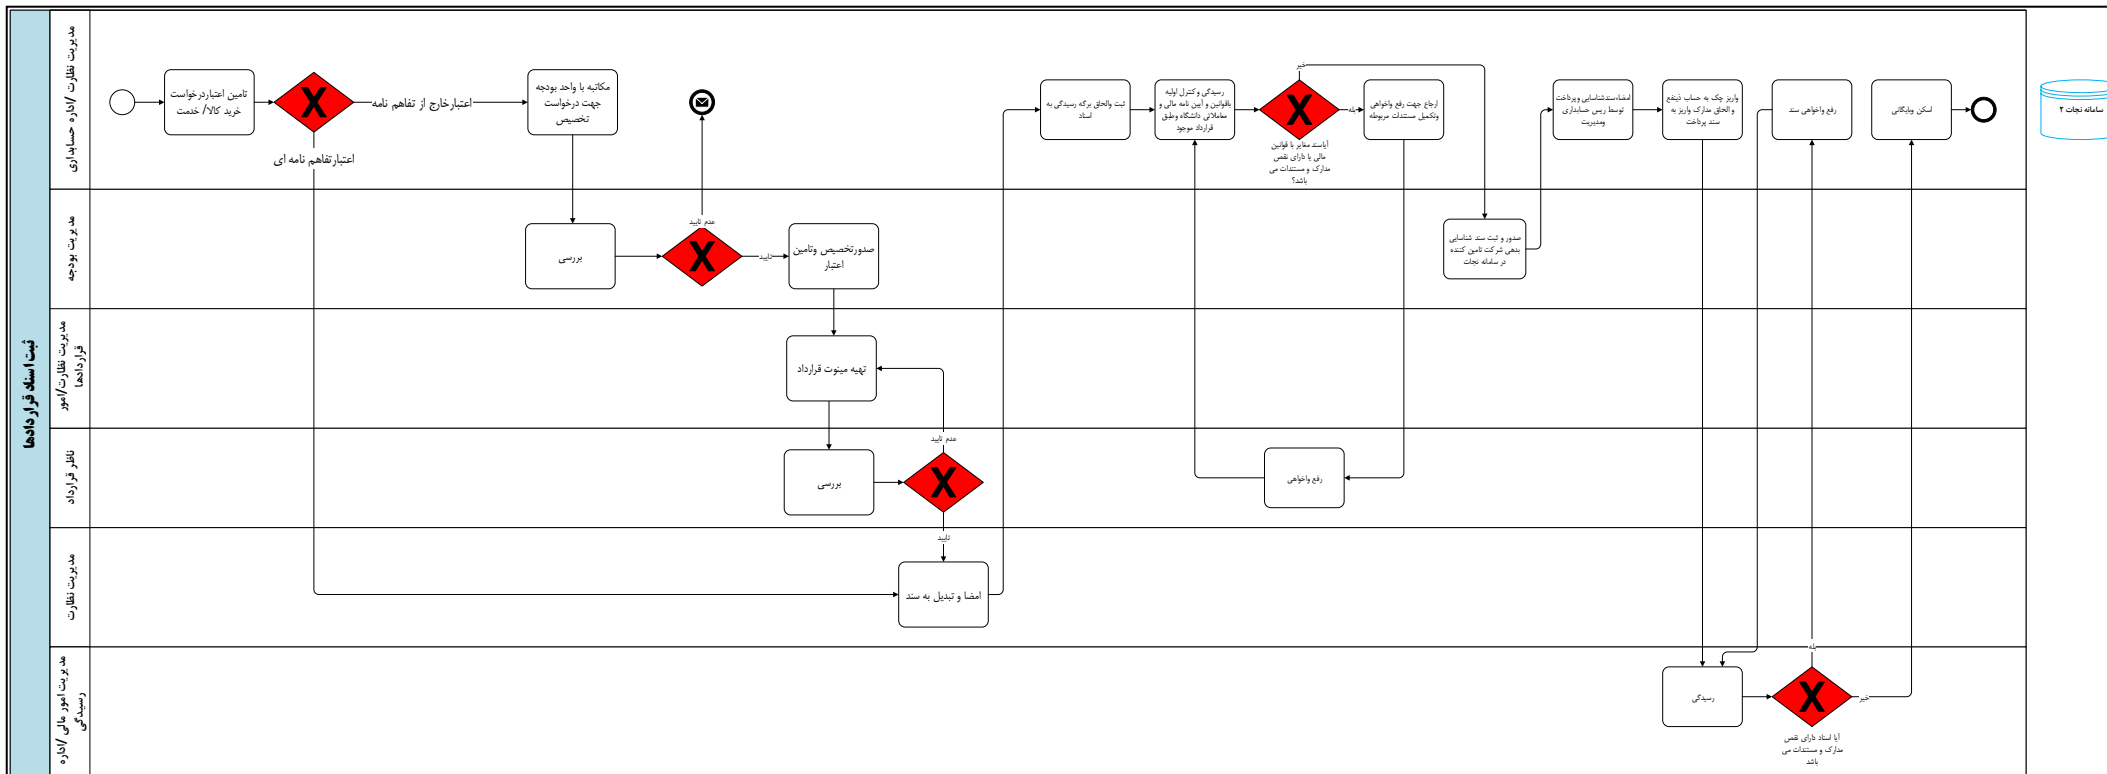 ثبت اسناد قراردادها
مدیریت نظارت /اداره حسابداری
تامین اعتباردرخواست
خرید کالا/ خدمت
اعتبارخارج از تفاهم نامه
اعتبارتفاهم نامه ای
مکاتبه با واحد بودجه
جهت درخواست
تخصیص
ثبت والحاق برگه رسیدگی به
اسناد
رسیدگی و کنترل اولیه
باقوانین و آیین نامه مالی و
معاملاتی دانشگاه و طبق
قرارداد موجود
خیر
بله
آیاسند مغایر با قوانین
مالی یا دارای نقص
مدارک و مستندات می
باشد؟
ارجاع جهت رفع واخواهی
وتکمیل مستندات مربوطه
امضاءسندشناسایی وپرداخت
توسط ریس حسابداری
ومدیریت
واریز چک به حساب ذینفع
و الحاق مدارک واریز به
سند پرداخت
رفع واخواهی سند
اسکن وبایگانی
سامانه نجات ۲
مدیریت بودجه
بررسی
عدم تایید
تایید
صدورتخصیص وتامین
اعتبار
صدور و ثبت سند شناسایی
بدهی شرکت تامین کننده
در سامانه نجات
مدیریت نظارت/امور
قراردادها
تهیه مینوت قرارداد
ناظر قرارداد
بررسی
عدم تایید
تایید
رفع واخواهی
مدیریت نظارت
امضا و تبدیل به سند
مدیریت امور مالی /اداره
رسیدگی
رسیدگی
بله
خیر
آیا اسناد دارای نقص
مدارک و مستندات می
باشد